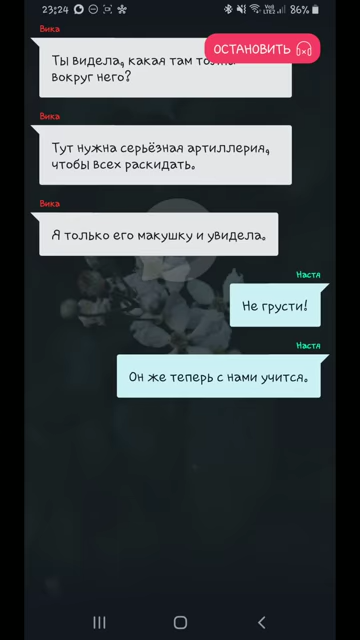 23:24
86%
Вика
ОСТАНОВИТЬ
Ты видела, какая там
вокруг него?
Вика
Тут нужна серьёзная артиллерия,
чтобы всех раскидать.
Вика
Я только его макушку и увидела.
Настя
Не грусти!
Настя
Он же теперь с нами учится.